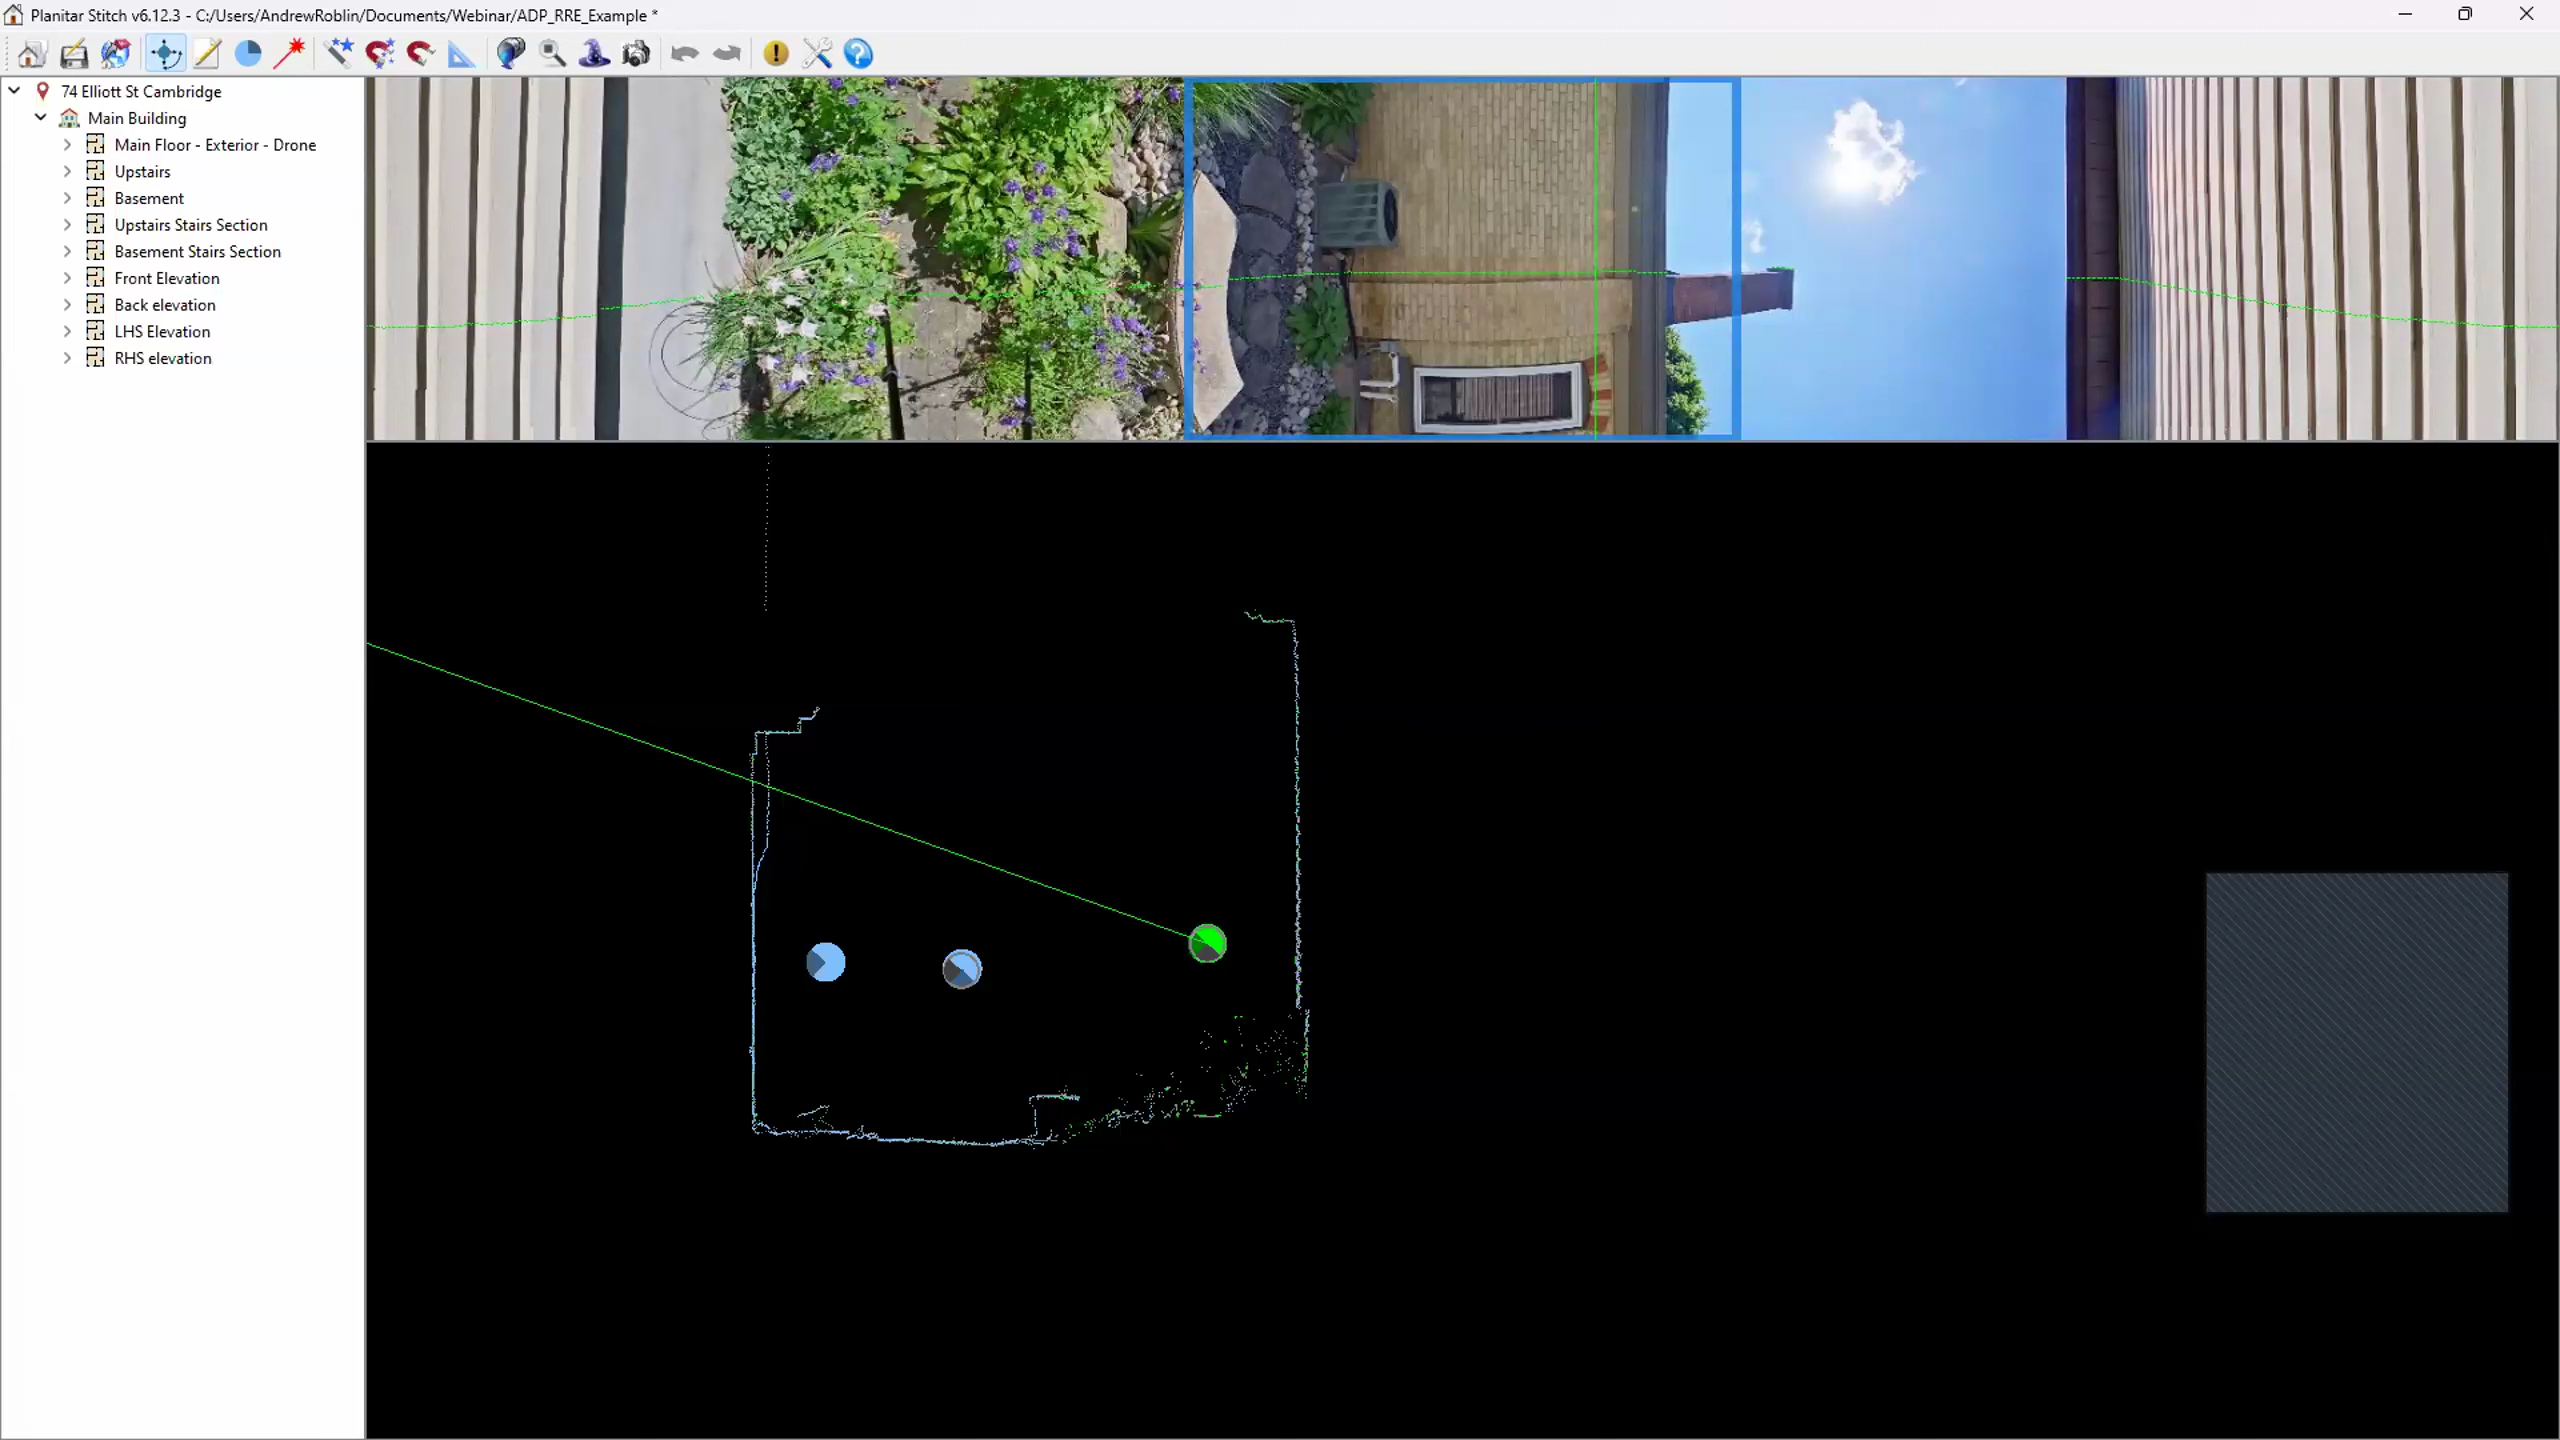 Planitar Stitch v6.12.3 - C:/Users/AndrewRoblin/Documents/Webinar/ADP_RRE_Example *
74 Elliott St Cambridge
Main Building
Main Floor - Exterior - Drone
Upstairs
Basement
Upstairs Stairs Section
Basement Stairs Section
Front Elevation
Back elevation
LHS Elevation
RHS elevation